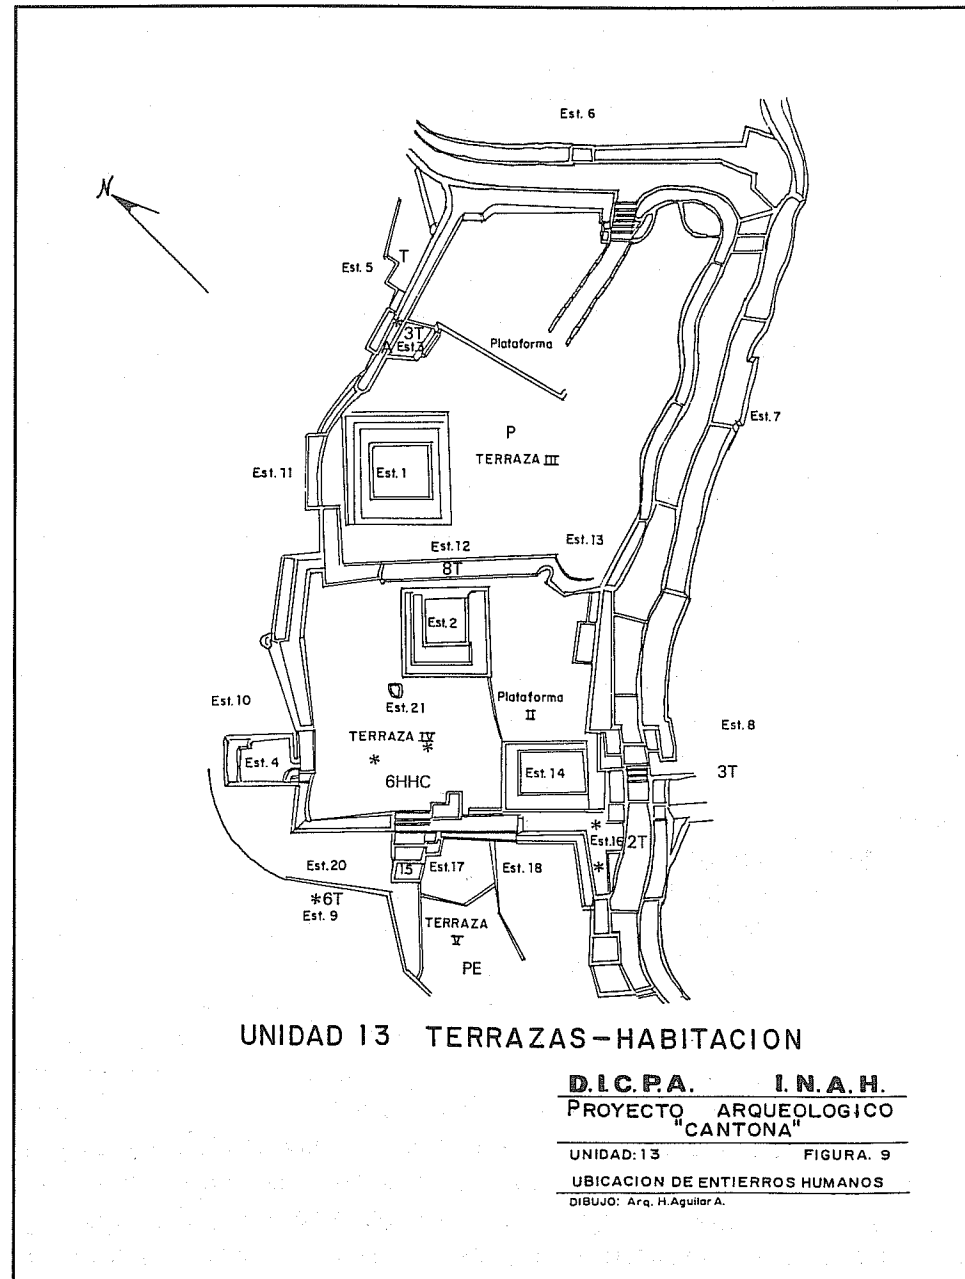 Est. 6
N
T
Est. 5
3T
Est. 3
Plataforma
Est. 7
P
TERRAZA III
Est. 11
Est. 1
Est. 12
Est. 13
8T
Est. 2
Plataforma
II
Est. 10
Est. 21
Est. 8
TERRAZA IV
*
*
Est. 4
Est. 14
3T
6HHC
*
Est. 16
2T
Est. 20
15
Est. 17
Est. 18
*
*6T
Est. 9
TERRAZA
V
PE
UNIDAD 13 TERRAZAS-HABITACION
D.I.C.P.A. I.N.A.H.
PROYECTO ARQUEOLOGICO
"CANTONA"
UNIDAD: 13 FIGURA. 9
UBICACION DE ENTIERROS HUMANOS
DIBUJO: Arq. H. Aguilar A.